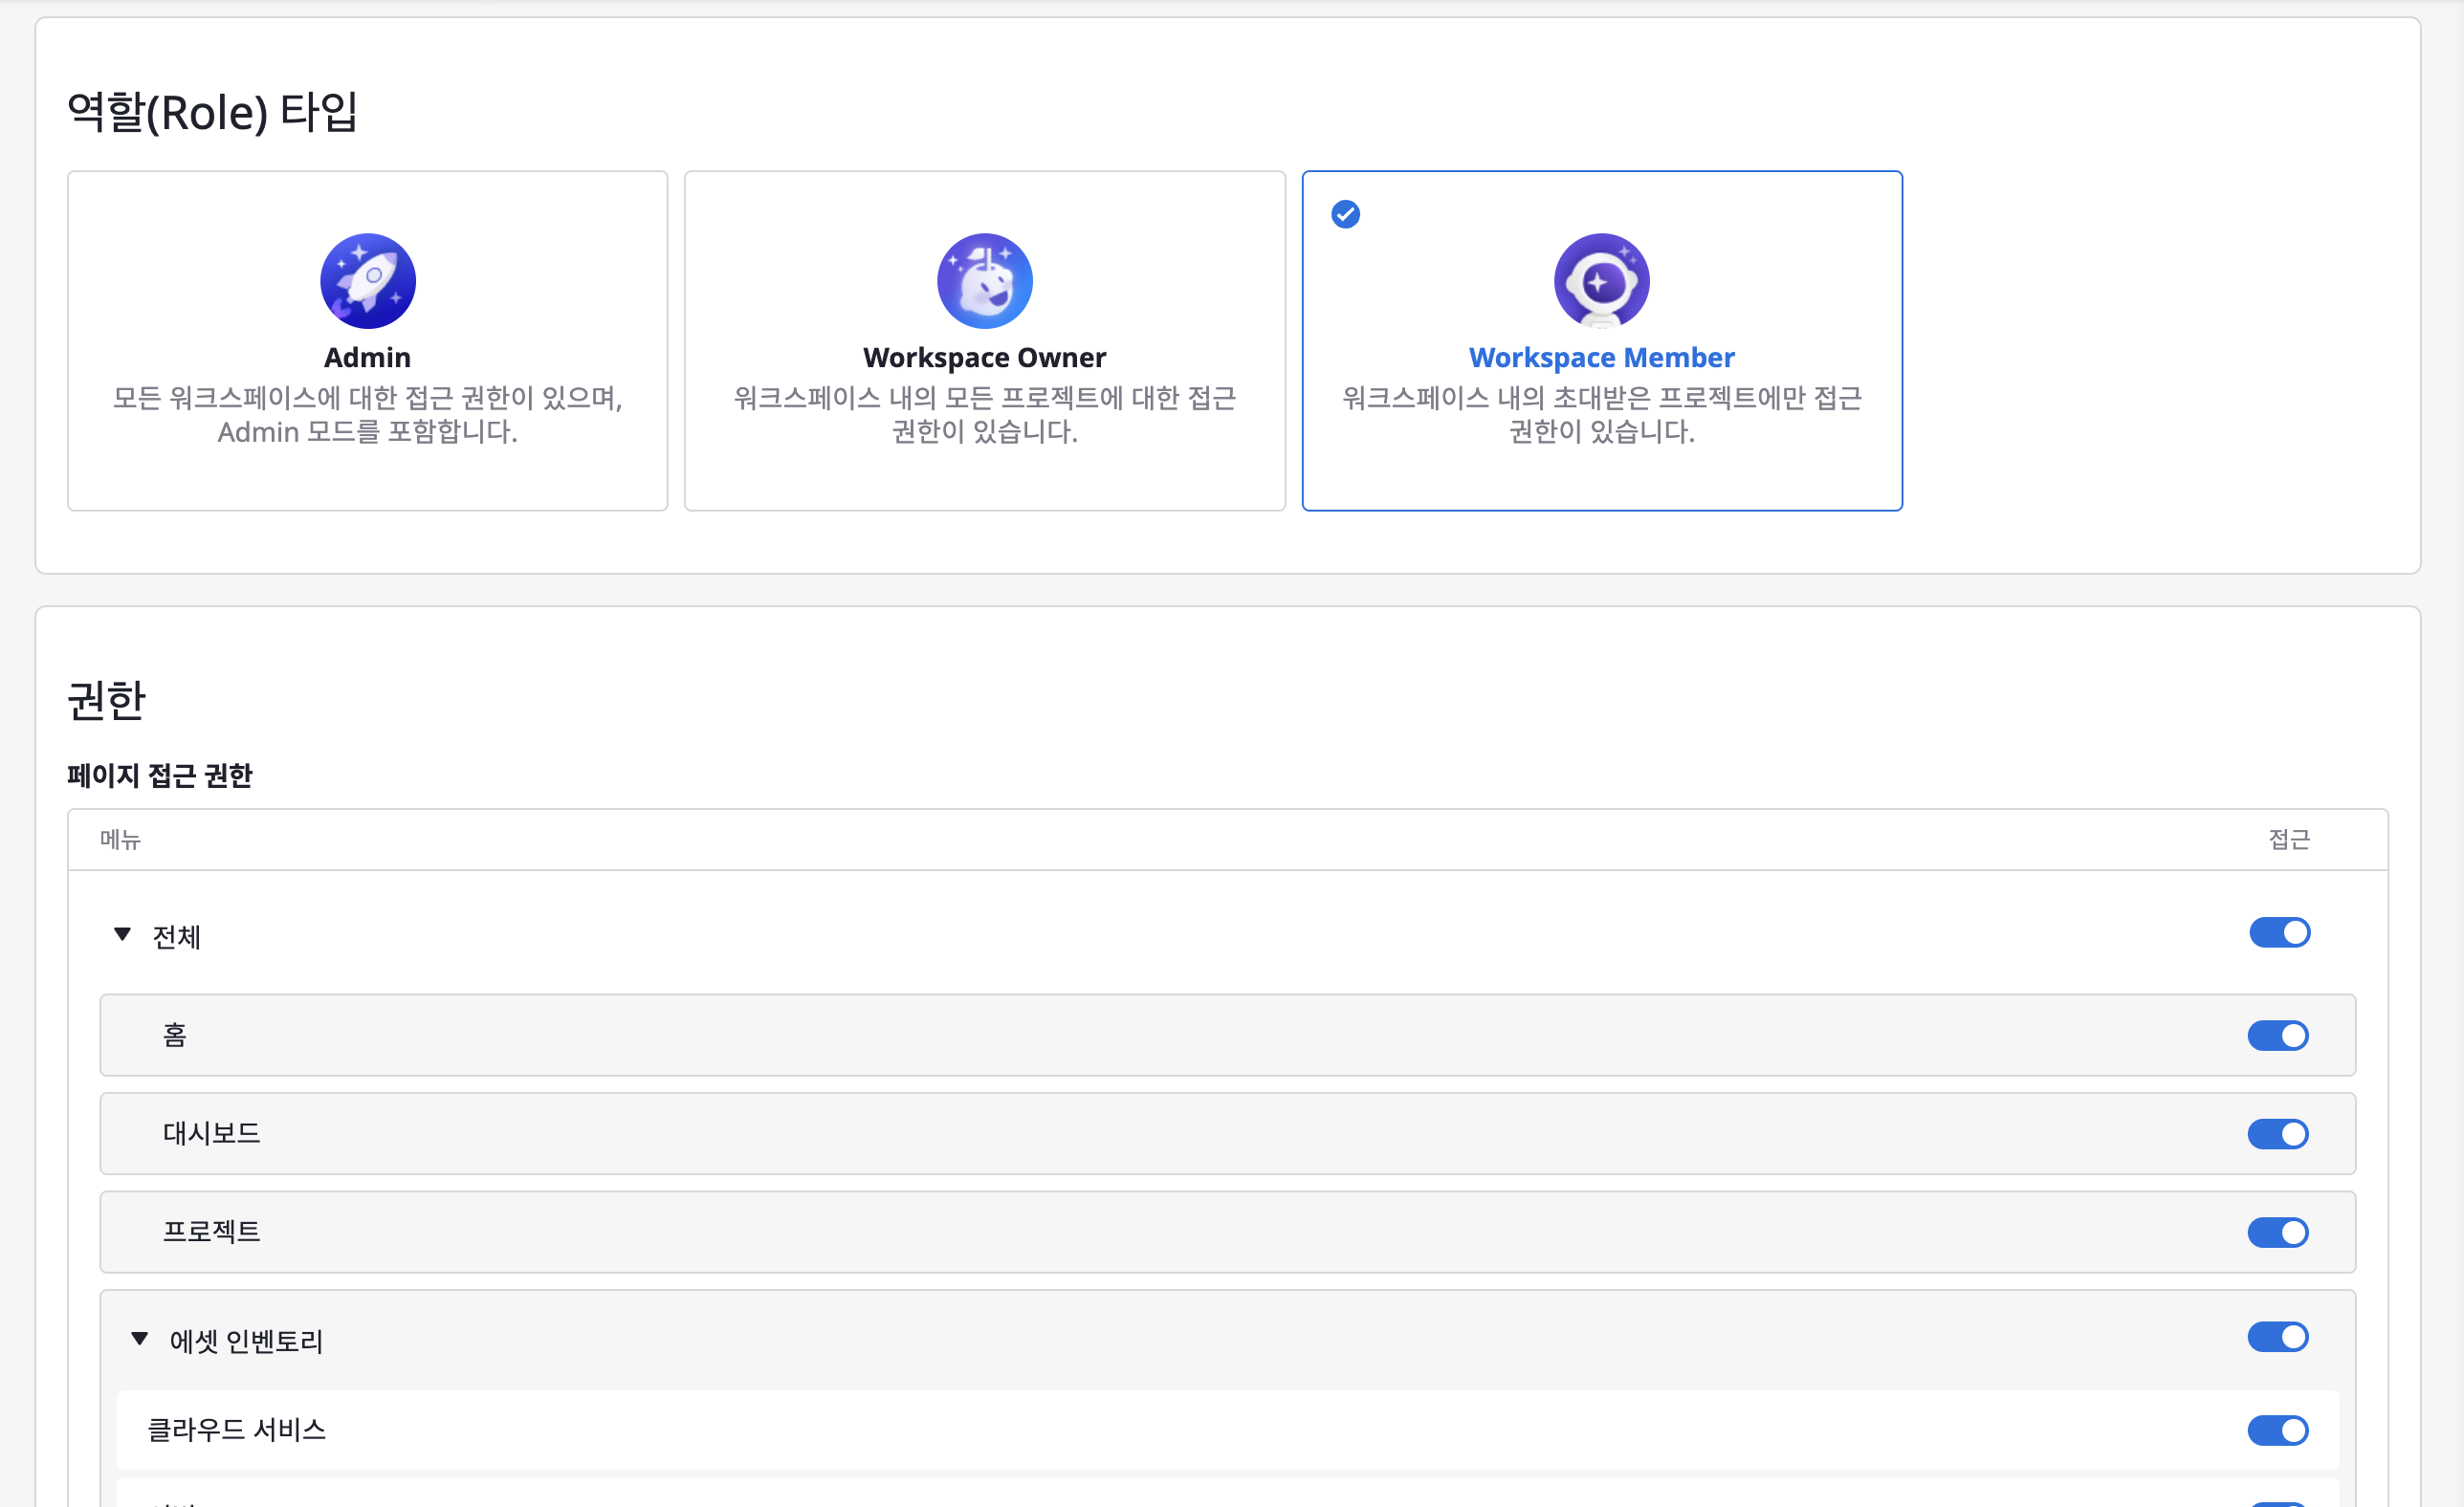 역할(Role) 타입
Admin
모든 워크스페이스에 대한 접근 권한이 있으며,
Admin 모드를 포함합니다.
Workspace Owner
워크스페이스 내의 모든 프로젝트에 대한 접근
권한이 있습니다.
Workspace Member
워크스페이스 내의 초대받은 프로젝트에만 접근
권한이 있습니다.
권한
페이지 접근 권한
메뉴 접근
전체
홈
대시보드
프로젝트
에셋 인벤토리
클라우드 서비스